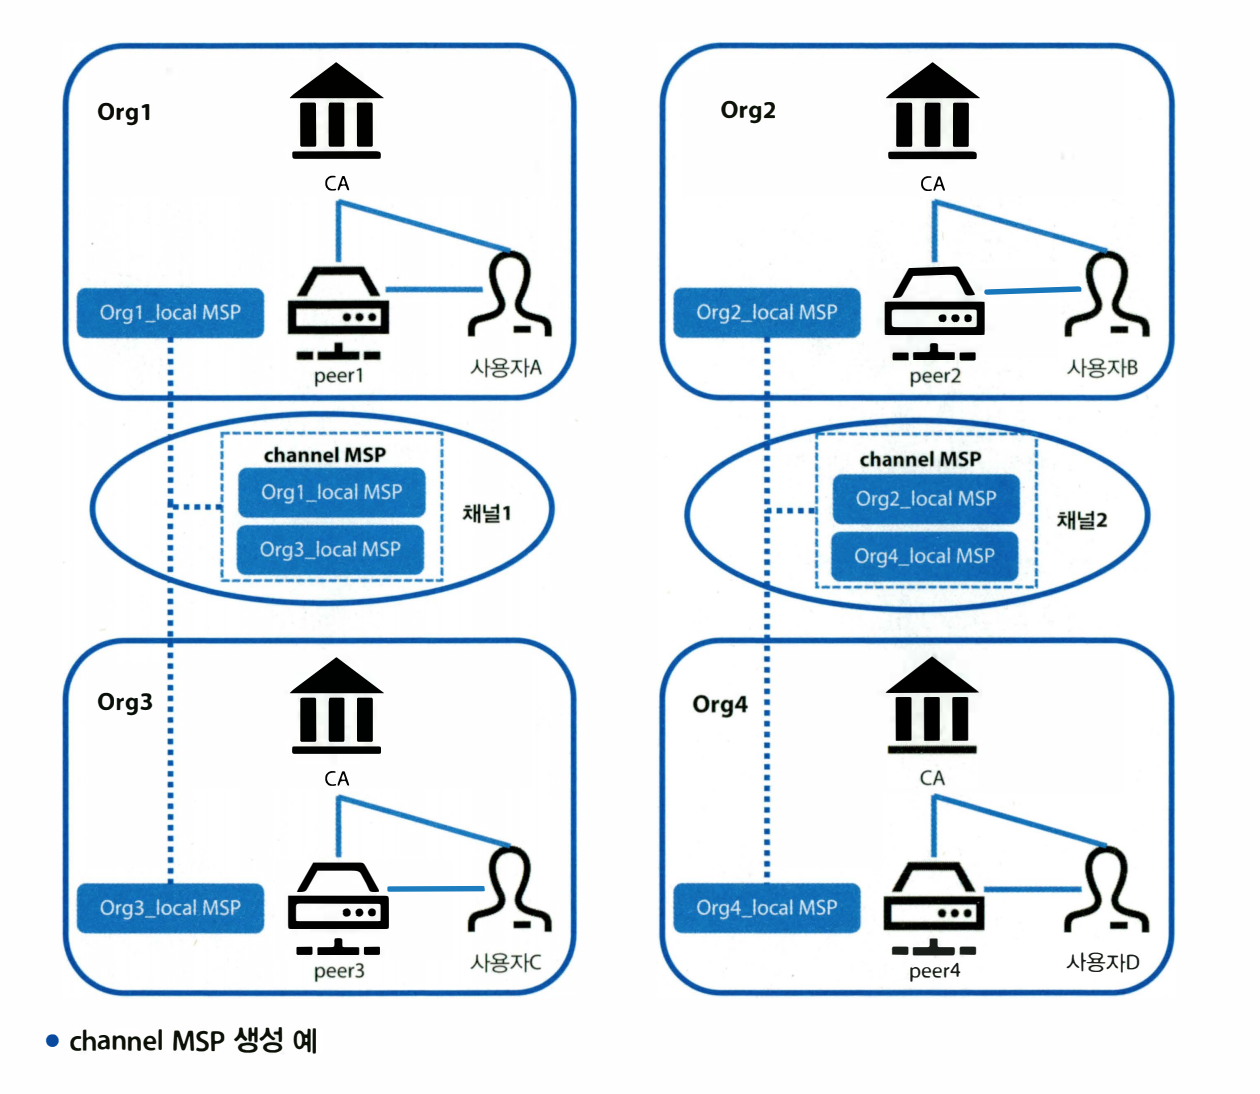 Org1
CA
Org1_local MSP
peer1
사용자A
Org2
CA
Org2_local MSP
peer2
사용자B
channel MSP
Org1_local MSP
Org3_local MSP
채널1
channel MSP
Org2_local MSP
Org4_local MSP
채널2
Org3
CA
Org3_local MSP
peer3
사용자C
Org4
CA
Org4_local MSP
peer4
사용자D
• channel MSP 생성 예